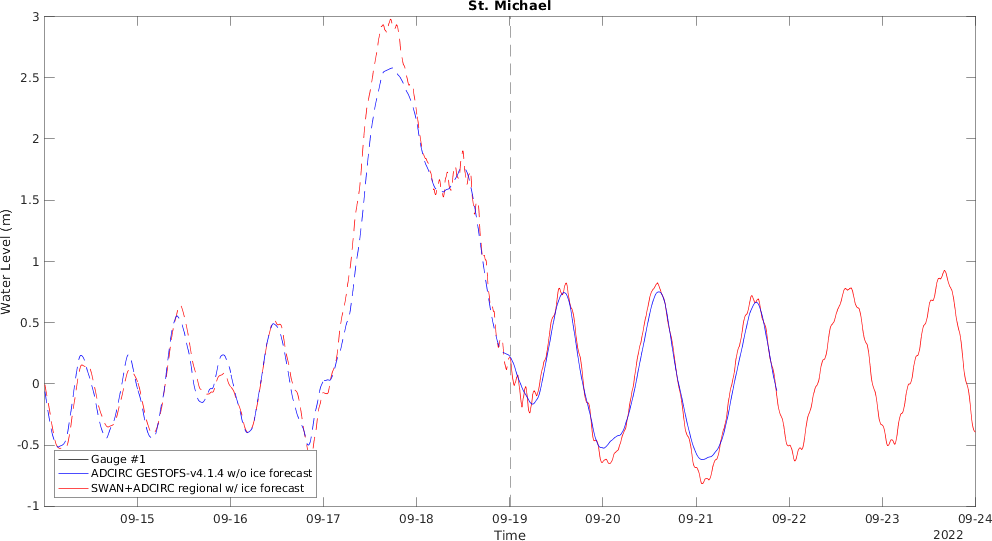 St. Michael
3
2.5
2
1.5
1
0.5
0
-0.5
-1
Water Level (m)
Gauge #1
ADCIRC GESTOFS-v4.1.4 w/o ice forecast
SWAN+ADCIRC regional w/ ice forecast
09-15 09-16 09-17 09-18 09-19 09-20 09-21 09-22 09-23 09-24
Time
2022